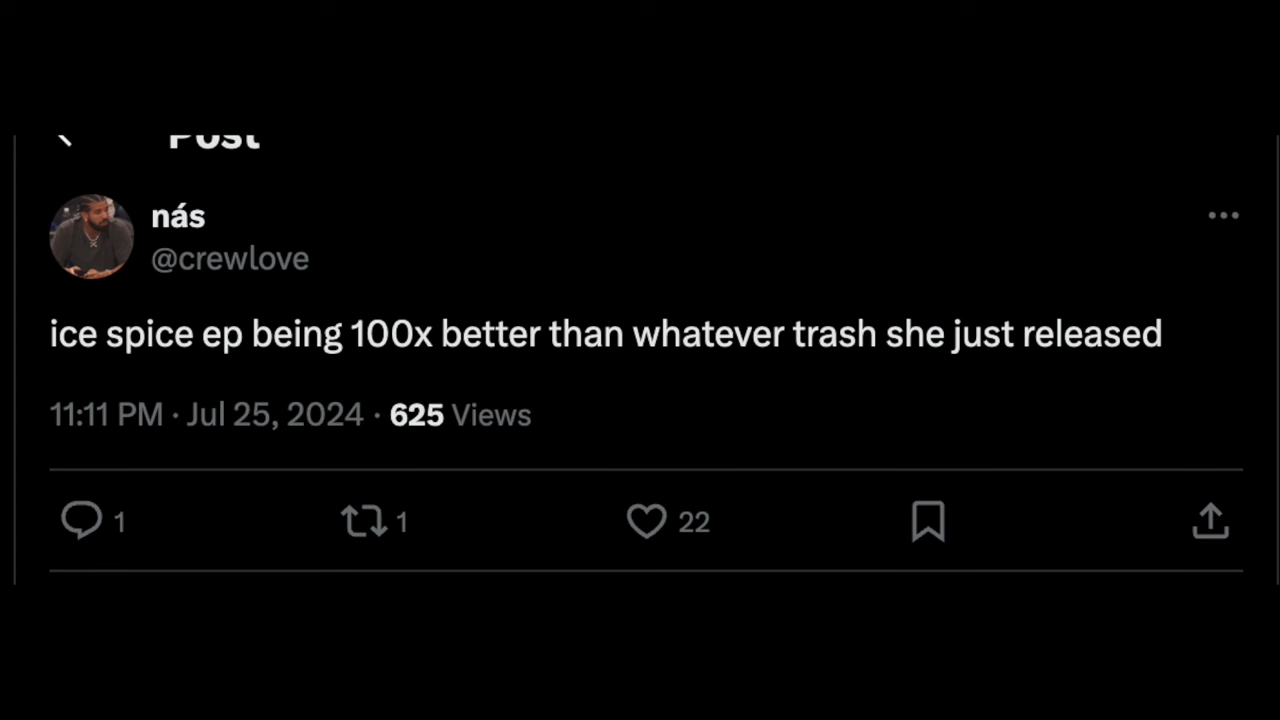 Post
nás
@crewlove
ice spice ep being 100x better than whatever trash she just released
11:11 PM · Jul 25, 2024 · 625 Views
1 1 22